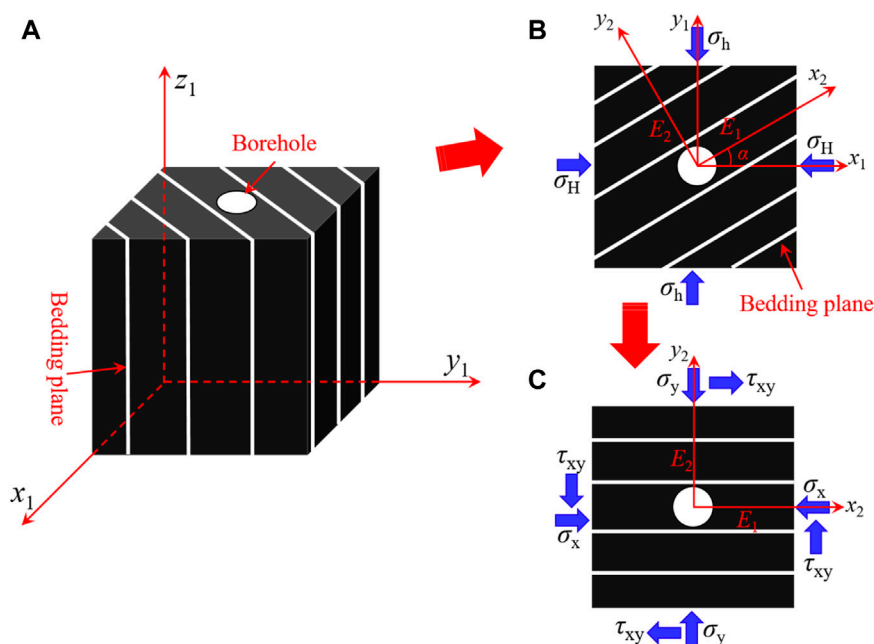 A
z₁
Borehole
Bedding plane
y₁
x₁
B
y₂
y₁
σh
x₂
E₁
E₂
α
σH
σH
x₁
σh
Bedding plane
C
y₂
σy
τxy
E₂
τxy
σx
x₂
E₁
σx
τxy
τxy
σy